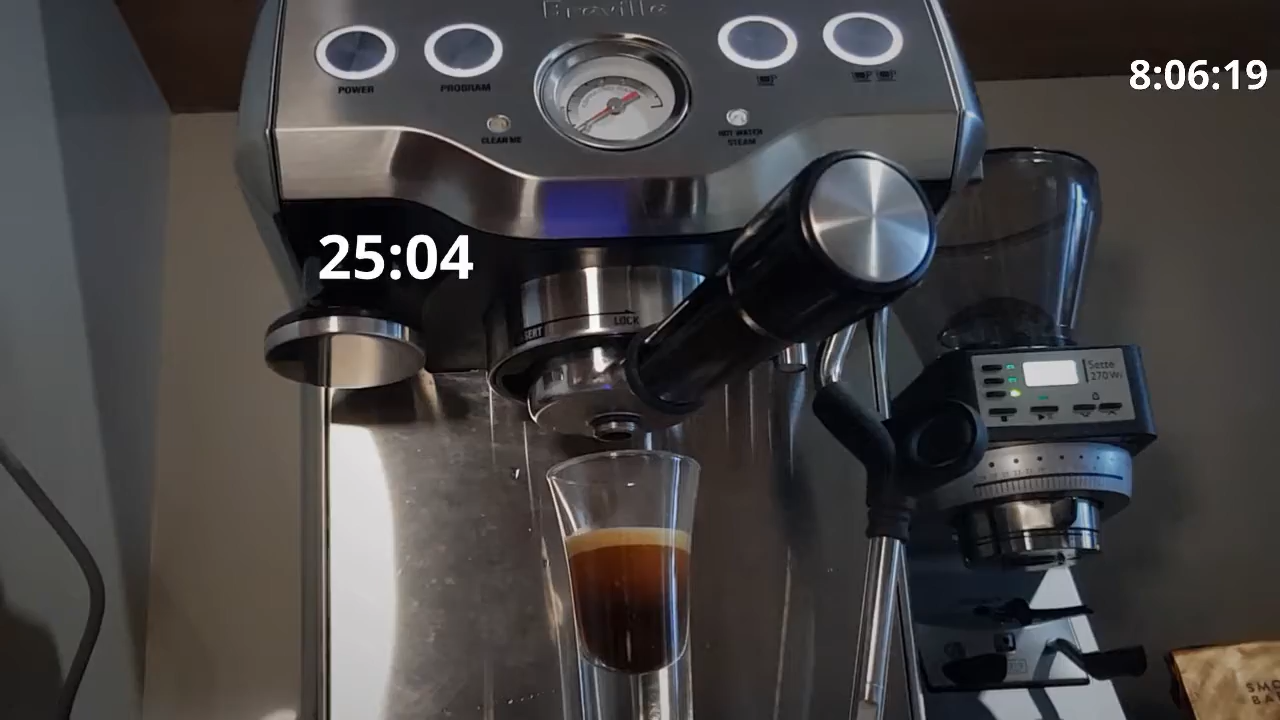 Breville
8:06:19
POWER
PROGRAM
CLEAN ME
HOT WATER
STEAM
25:04
LOCK
Sette
270Wi